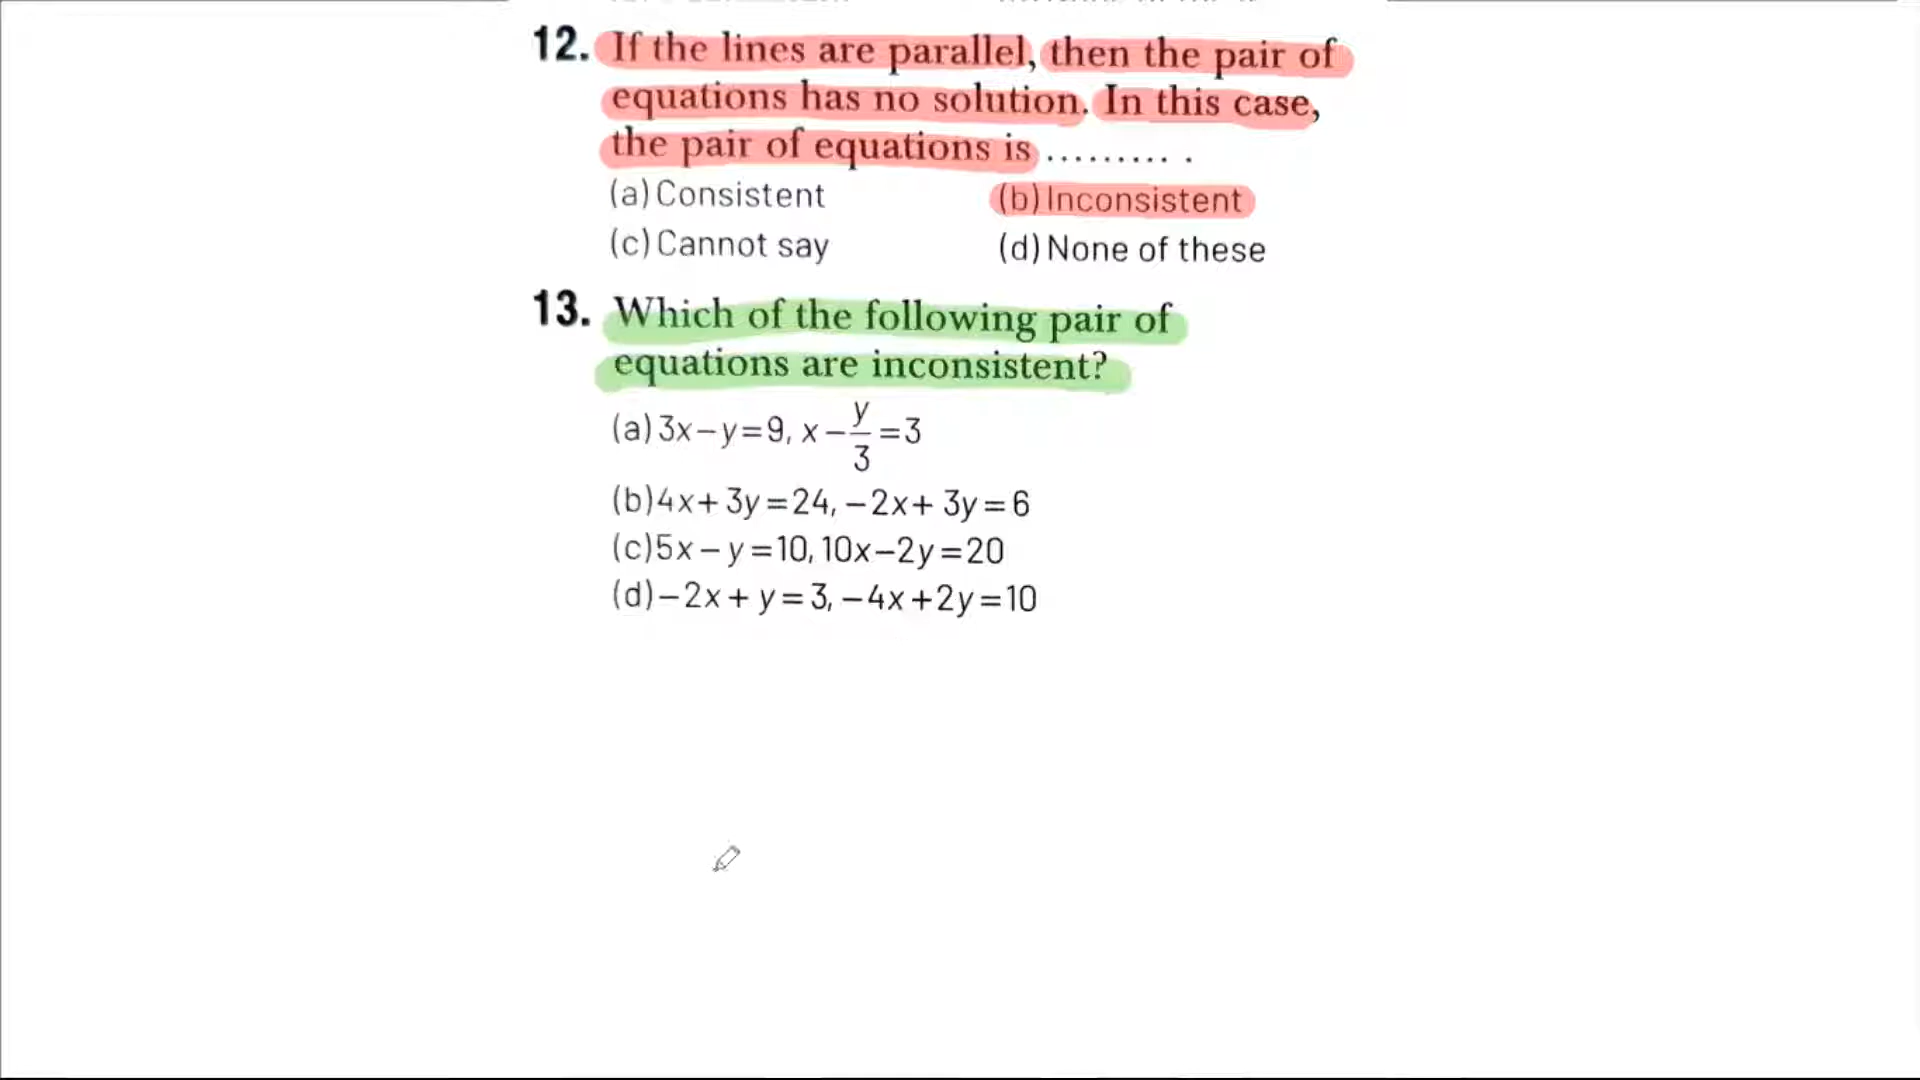 12. If the lines are parallel, then the pair of
equations has no solution. In this case,
the pair of equations is ......... .
(a) Consistent (b) Inconsistent
(c) Cannot say (d) None of these
13. Which of the following pair of
equations are inconsistent?
(a) 3x−y=9, x−y/3=3
(b) 4x+3y=24, −2x+3y=6
(c) 5x−y=10, 10x−2y=20
(d) −2x+y=3, −4x+2y=10